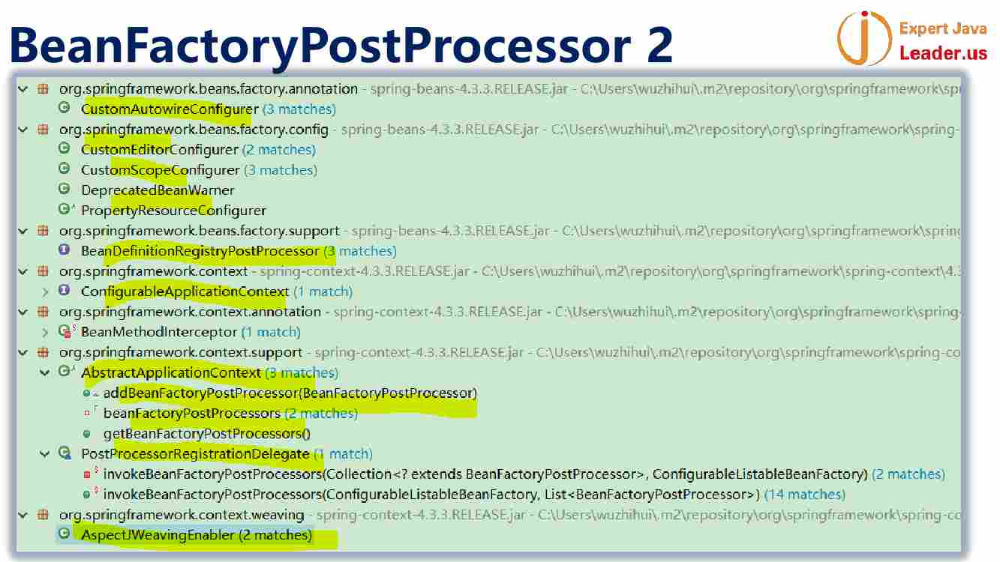 BeanFactoryPostProcessor 2
Expert Java
Leader.us
org.springframework.beans.factory.annotation - spring-beans-4.3.3.RELEASE.jar - C:\Users\wuzhihui\.m2\repository\org\springframework\spr
CustomAutowireConfigurer (3 matches)
org.springframework.beans.factory.config - spring-beans-4.3.3.RELEASE.jar - C:\Users\wuzhihui\.m2\repository\org\springframework\spring-
CustomEditorConfigurer (2 matches)
CustomScopeConfigurer (3 matches)
DeprecatedBeanWarner
PropertyResourceConfigurer
org.springframework.beans.factory.support - spring-beans-4.3.3.RELEASE.jar - C:\Users\wuzhihui\.m2\repository\org\springframework\spring
BeanDefinitionRegistryPostProcessor (3 matches)
org.springframework.context - spring-context-4.3.3.RELEASE.jar - C:\Users\wuzhihui\.m2\repository\org\springframework\spring-context\4.3
ConfigurableApplicationContext (1 match)
org.springframework.context.annotation - spring-context-4.3.3.RELEASE.jar - C:\Users\wuzhihui\.m2\repository\org\springframework\spring-
BeanMethodInterceptor (1 match)
org.springframework.context.support - spring-context-4.3.3.RELEASE.jar - C:\Users\wuzhihui\.m2\repository\org\springframework\spring-co
AbstractApplicationContext (3 matches)
addBeanFactoryPostProcessor(BeanFactoryPostProcessor)
beanFactoryPostProcessors (2 matches)
getBeanFactoryPostProcessors()
PostProcessorRegistrationDelegate (1 match)
invokeBeanFactoryPostProcessors(Collection<? extends BeanFactoryPostProcessor>, ConfigurableListableBeanFactory) (2 matches)
invokeBeanFactoryPostProcessors(ConfigurableListableBeanFactory, List<BeanFactoryPostProcessor>) (14 matches)
org.springframework.context.weaving - spring-context-4.3.3.RELEASE.jar - C:\Users\wuzhihui\.m2\repository\org\springframework\spring-co
AspectJWeavingEnabler (2 matches)